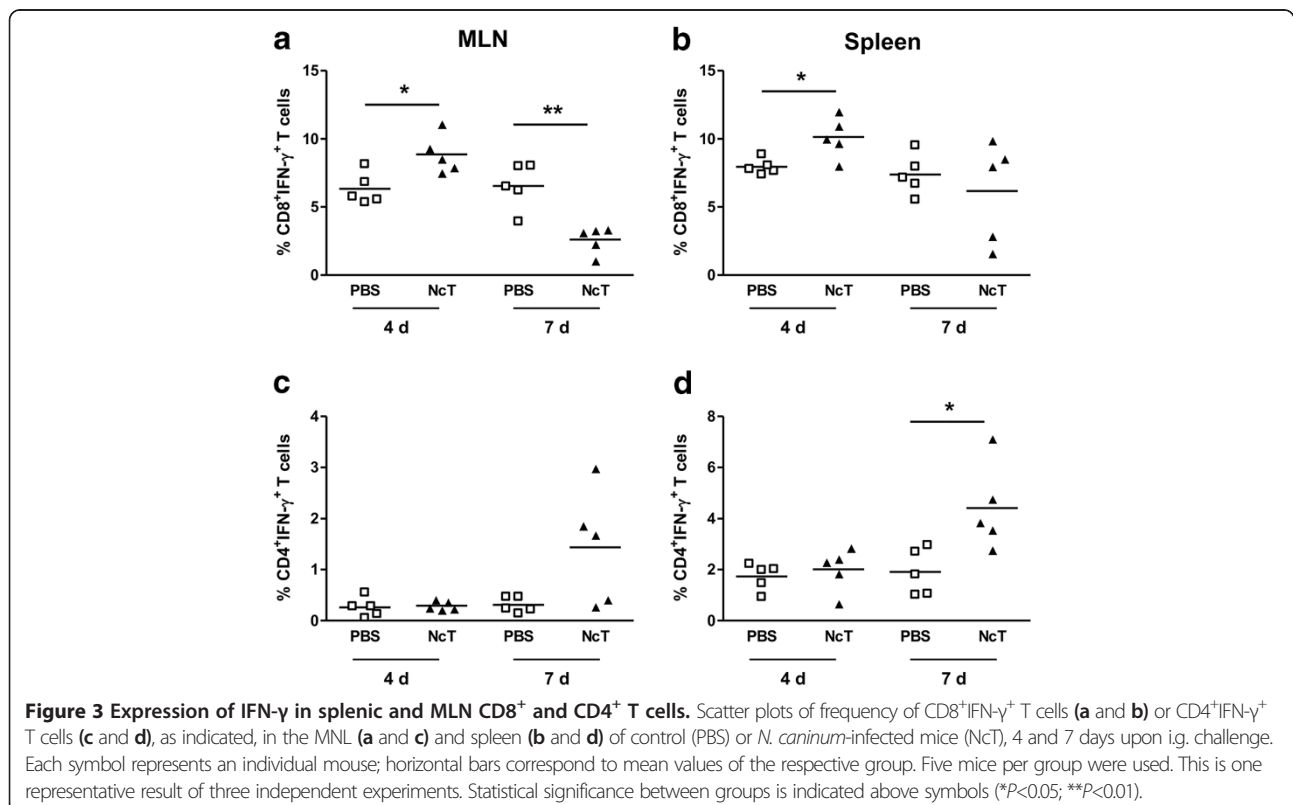 a MLN
15
10
5
0
% CD8⁺IFN-γ⁺ T cells
* **
PBS NcT PBS NcT
4 d 7 d
b Spleen
15
10
5
0
% CD8⁺IFN-γ⁺ T cells
*
PBS NcT PBS NcT
4 d 7 d
c
4
3
2
1
0
% CD4⁺IFN-γ⁺ T cells
PBS NcT PBS NcT
4 d 7 d
d
8
6
4
2
0
% CD4⁺IFN-γ⁺ T cells
*
PBS NcT PBS NcT
4 d 7 d
Figure 3 Expression of IFN-γ in splenic and MLN CD8⁺ and CD4⁺ T cells. Scatter plots of frequency of CD8⁺IFN-γ⁺ T cells (a and b) or CD4⁺IFN-γ⁺
T cells (c and d), as indicated, in the MNL (a and c) and spleen (b and d) of control (PBS) or N. caninum-infected mice (NcT), 4 and 7 days upon i.g. challenge.
Each symbol represents an individual mouse; horizontal bars correspond to mean values of the respective group. Five mice per group were used. This is one
representative result of three independent experiments. Statistical significance between groups is indicated above symbols (*P<0.05; **P<0.01).